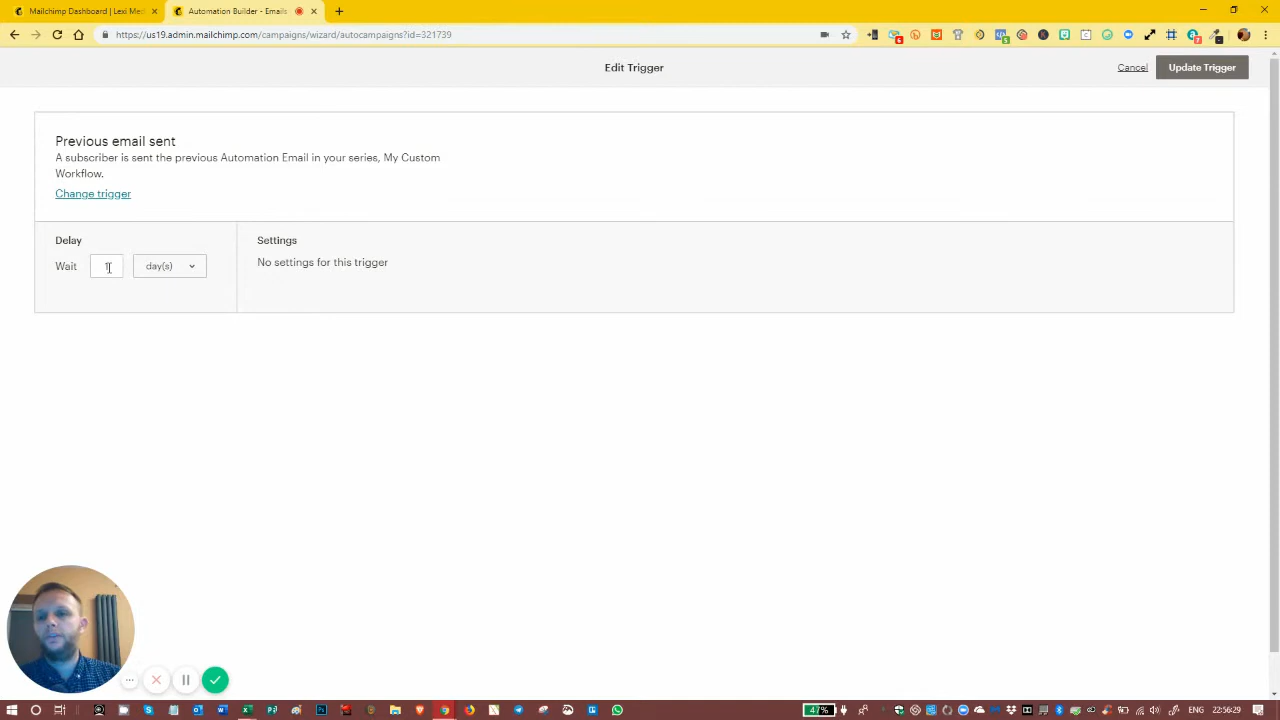 Mailchimp Dashboard | Lexi Med
Automation Builder - Emails
https://us19.admin.mailchimp.com/campaigns/wizard/autocampaigns?id=321739
Edit Trigger
Cancel
Update Trigger
Previous email sent
A subscriber is sent the previous Automation Email in your series, My Custom
Workflow.
Change trigger
Delay
Settings
Wait
1
day(s)
No settings for this trigger
47%
ENG
22:56:29